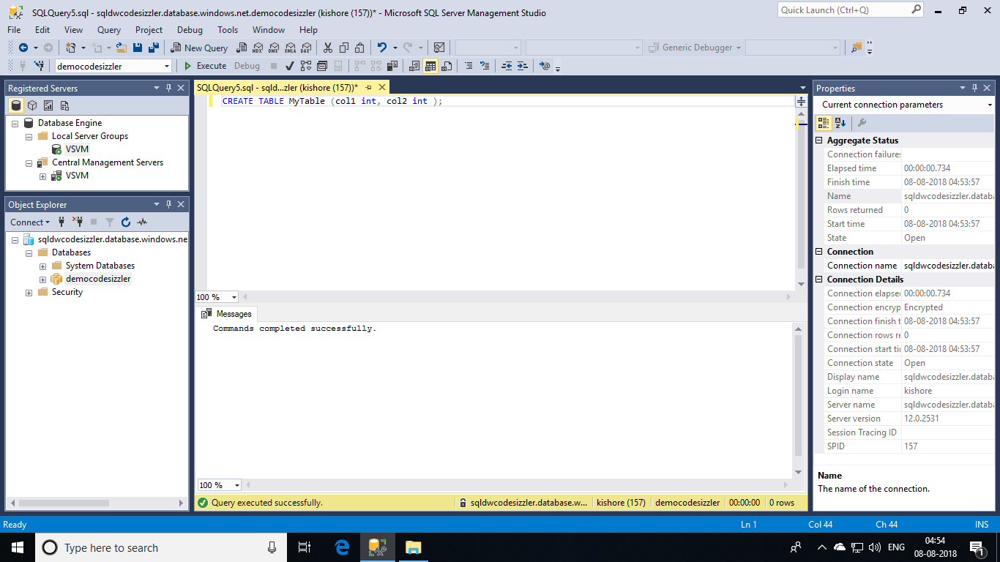 SQLQuery5.sql - sqldwcodesizzler.database.windows.net.democodesizzler (kishore (157))* - Microsoft SQL Server Management Studio
Quick Launch (Ctrl+Q)
File Edit View Query Project Debug Tools Window Help
New Query
MDX
DMX
XMLA
DAX
Generic Debugger
democodesizzler
Execute
Debug
Registered Servers
Database Engine
Local Server Groups
VSVM
Central Management Servers
VSVM
Object Explorer
Connect
sqldwcodesizzler.database.windows.ne
Databases
System Databases
democodesizzler
Security
SQLQuery5.sql - sqld...zler (kishore (157))*
CREATE TABLE MyTable (col1 int, col2 int );
100 %
Messages
Commands completed successfully.
100 %
Query executed successfully.
sqldwcodesizzler.database.w...
kishore (157)
democodesizzler
00:00:00
0 rows
Properties
Current connection parameters
Aggregate Status
Connection failures
Elapsed time 00:00:00.734
Finish time 08-08-2018 04:53:57
Name sqldwcodesizzler.databa
Rows returned 0
Start time 08-08-2018 04:53:57
State Open
Connection
Connection name sqldwcodesizzler.databa
Connection Details
Connection elapse 00:00:00.734
Connection encryp Encrypted
Connection finish t 08-08-2018 04:53:57
Connection rows re 0
Connection start ti 08-08-2018 04:53:57
Connection state Open
Display name sqldwcodesizzler.databa
Login name kishore
Server name sqldwcodesizzler.databa
Server version 12.0.2531
Session Tracing ID
SPID 157
Name
The name of the connection.
Ready
Ln 1
Col 44
Ch 44
INS
Type here to search
ENG
04:54
08-08-2018
1